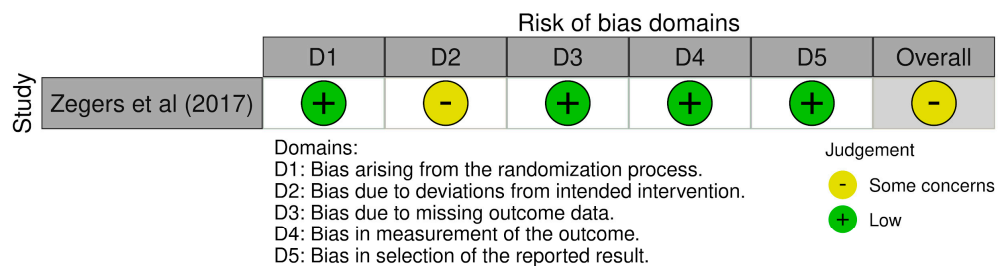 Risk of bias domains
D1 D2 D3 D4 D5 Overall
Study
Zegers et al (2017) + - + + + -
Domains:
D1: Bias arising from the randomization process.
D2: Bias due to deviations from intended intervention.
D3: Bias due to missing outcome data.
D4: Bias in measurement of the outcome.
D5: Bias in selection of the reported result.
Judgement
- Some concerns
+ Low